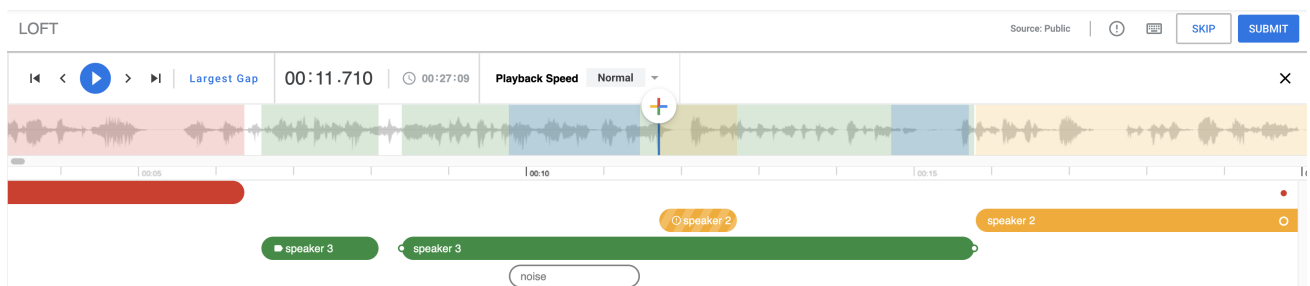 LOFT
Source: Public
SKIP
SUBMIT
Largest Gap
00:11.710
00:27:09
Playback Speed
Normal
00:05
00:10
00:15
speaker 2
speaker 2
speaker 3
speaker 3
noise